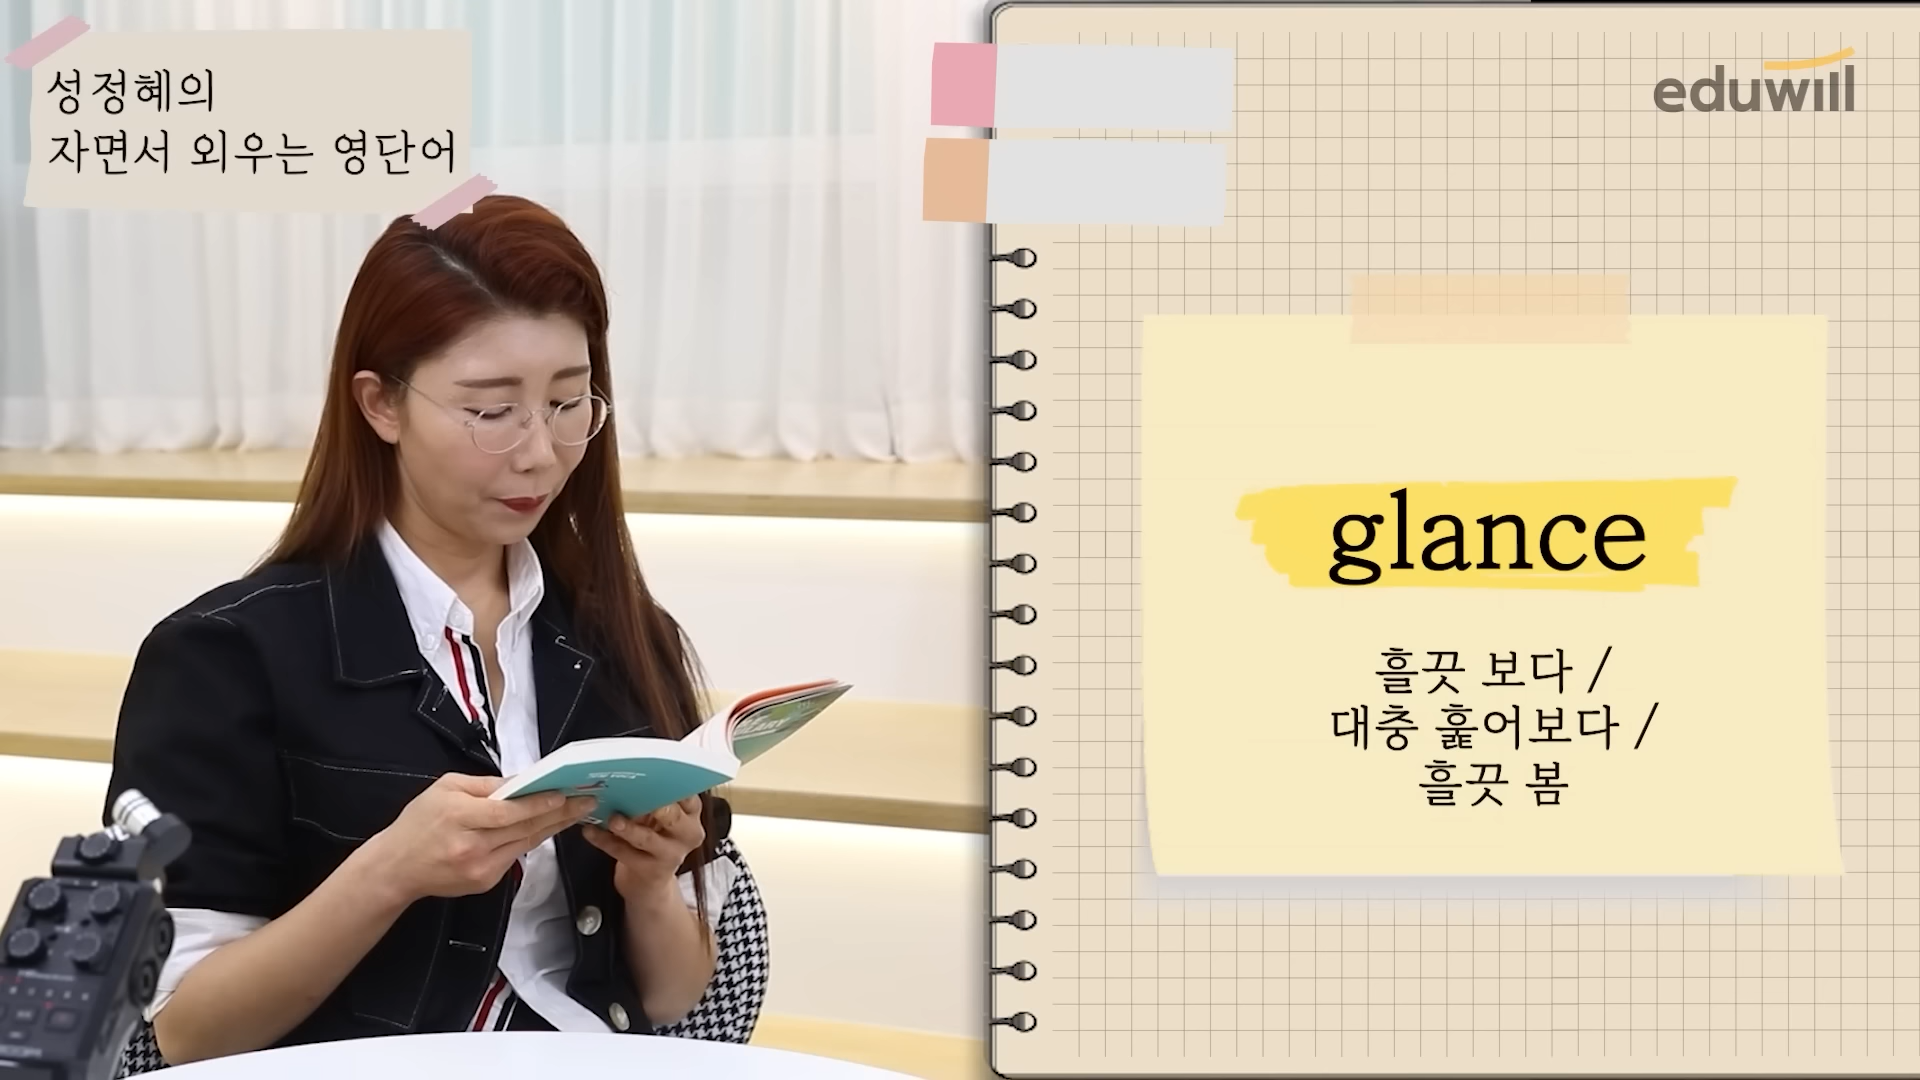 성정혜의
자면서 외우는 영단어
eduwill
glance
흘끗 보다 /
대충 훑어보다 /
흘끗 봄